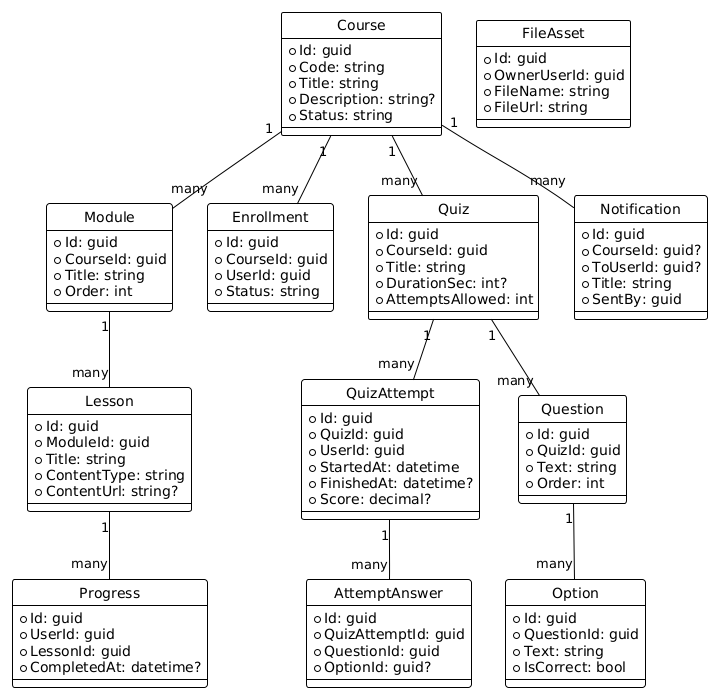 Course
Id: guid
Code: string
Title: string
Description: string?
Status: string
FileAsset
Id: guid
OwnerUserId: guid
FileName: string
FileUrl: string
1
1
1
1
many
many
many
many
Module
Id: guid
CourseId: guid
Title: string
Order: int
Enrollment
Id: guid
CourseId: guid
UserId: guid
Status: string
Quiz
Id: guid
CourseId: guid
Title: string
DurationSec: int?
AttemptsAllowed: int
Notification
Id: guid
CourseId: guid?
ToUserId: guid?
Title: string
SentBy: guid
1
1
1
many
many
many
Lesson
Id: guid
ModuleId: guid
Title: string
ContentType: string
ContentUrl: string?
QuizAttempt
Id: guid
QuizId: guid
UserId: guid
StartedAt: datetime
FinishedAt: datetime?
Score: decimal?
Question
Id: guid
QuizId: guid
Text: string
Order: int
1
1
1
many
many
many
Progress
Id: guid
UserId: guid
LessonId: guid
CompletedAt: datetime?
AttemptAnswer
Id: guid
QuizAttemptId: guid
QuestionId: guid
OptionId: guid?
Option
Id: guid
QuestionId: guid
Text: string
IsCorrect: bool